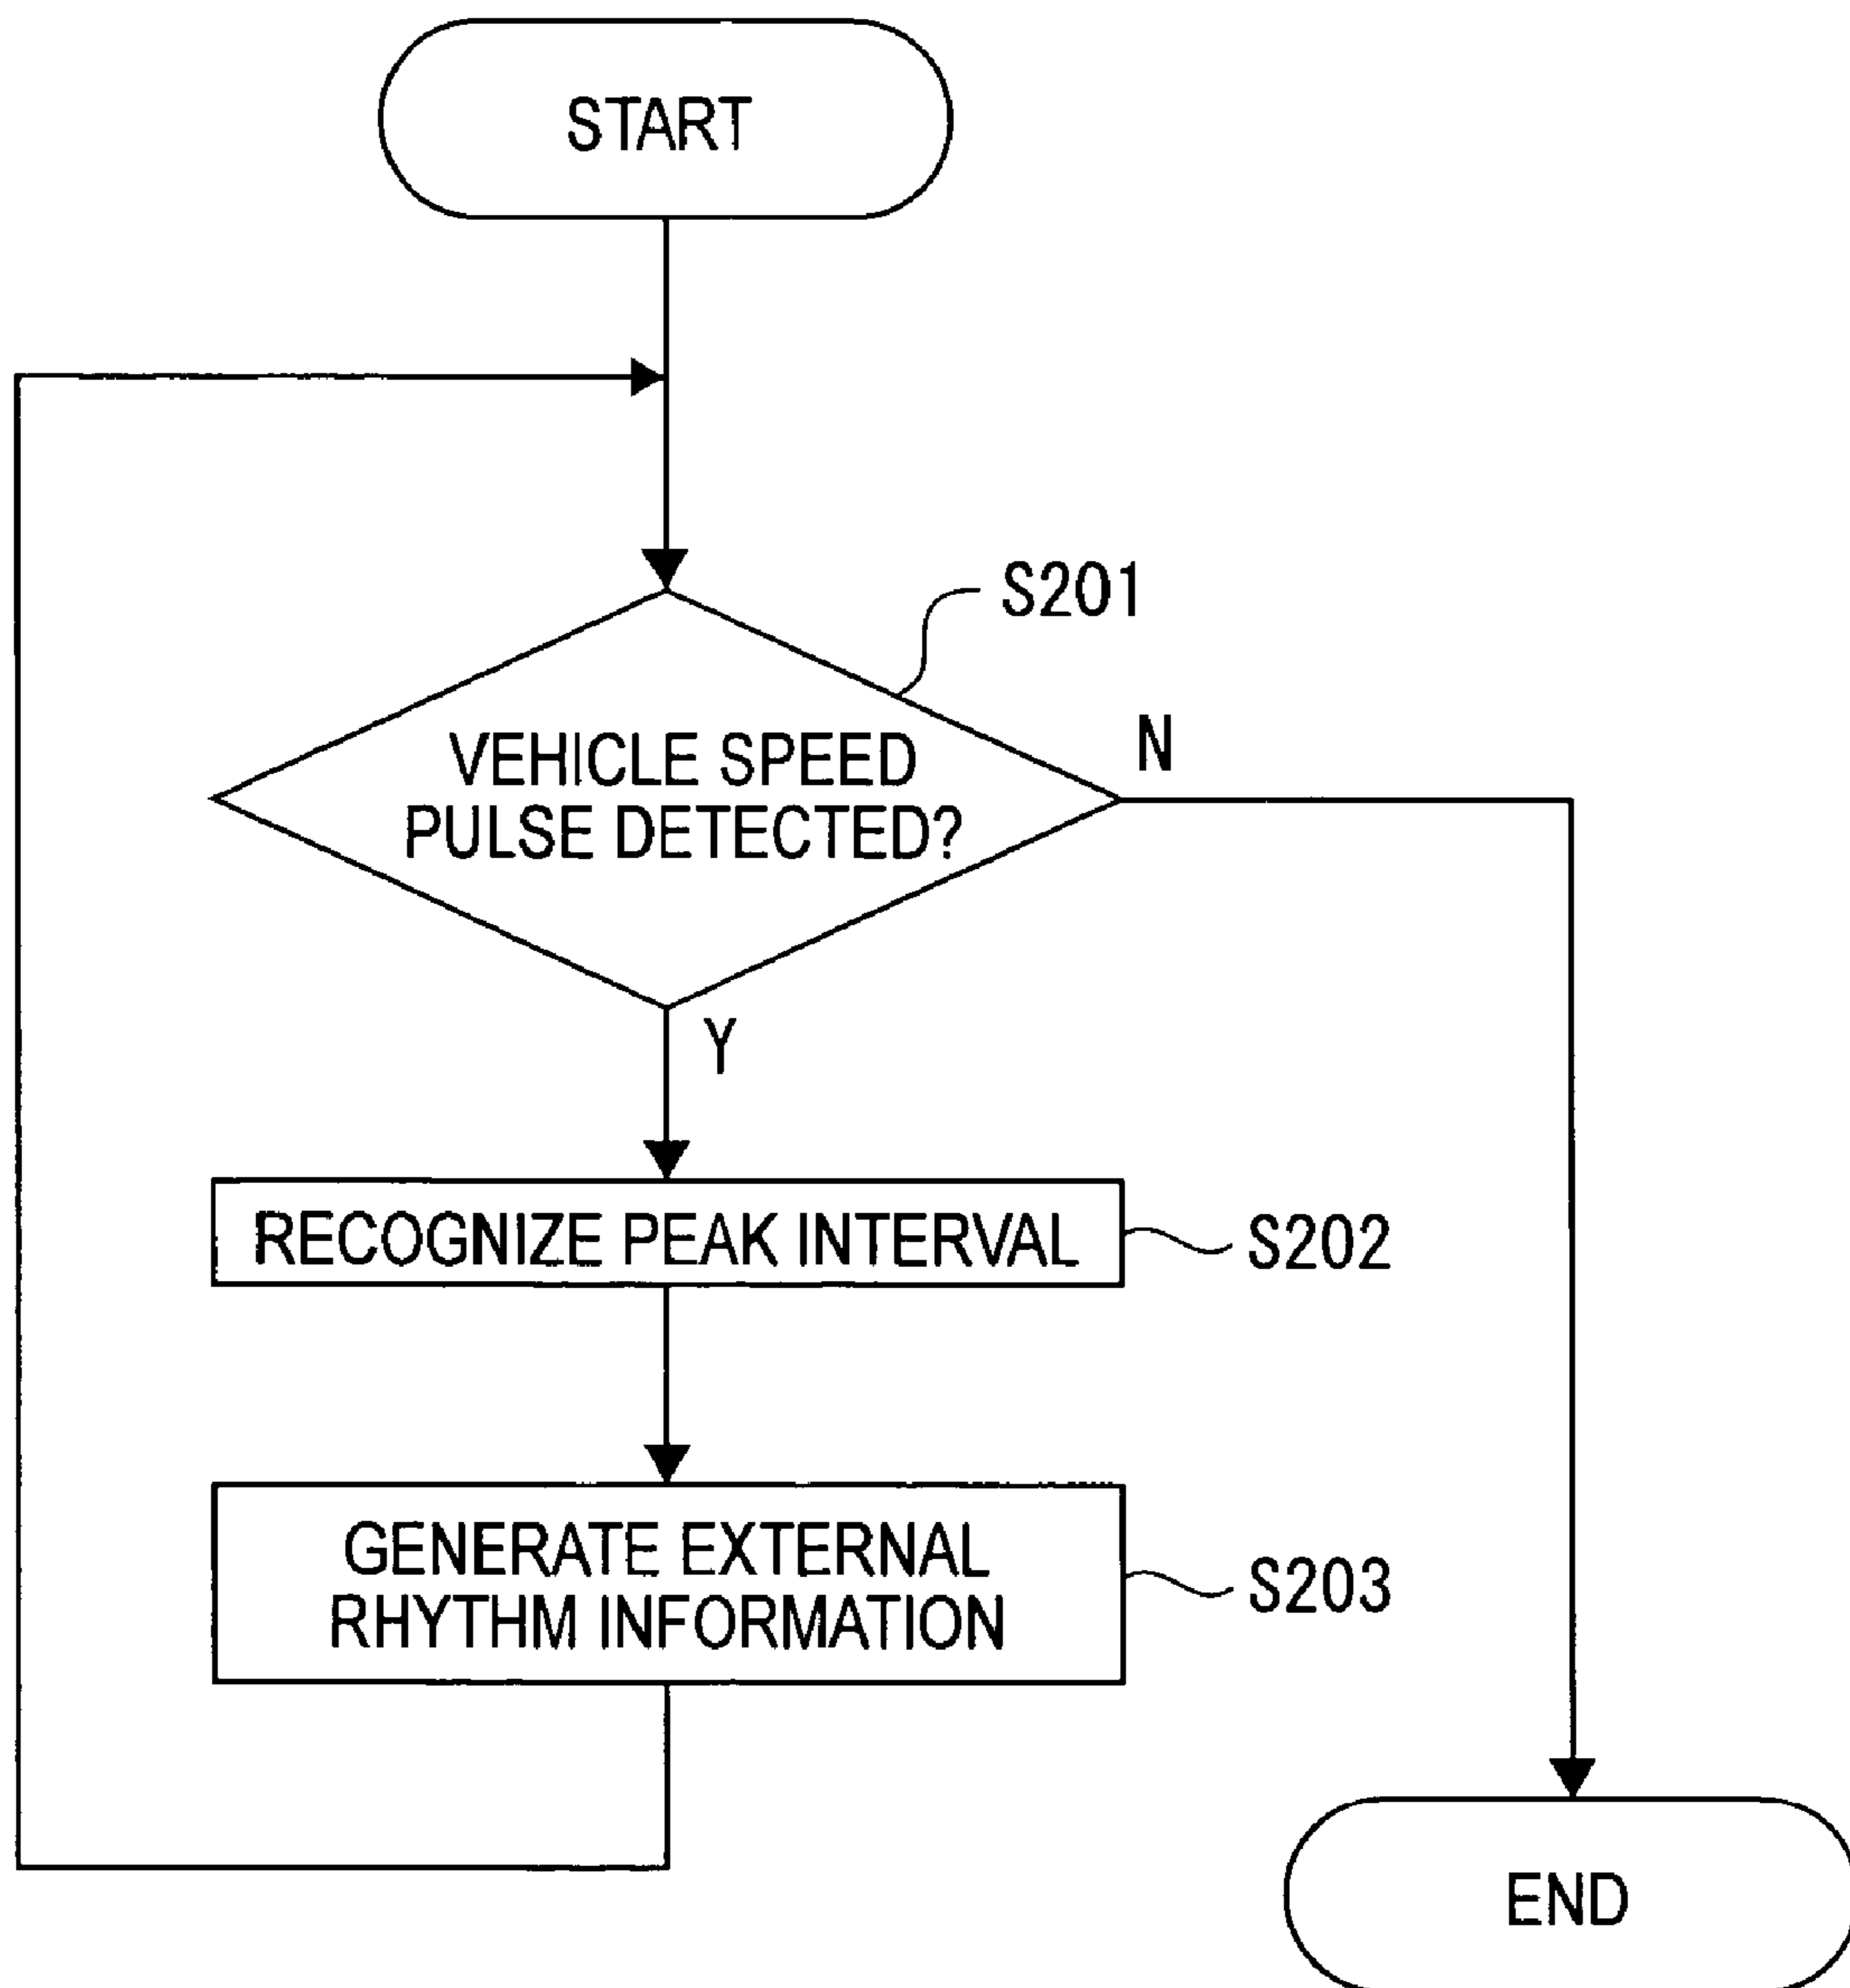 START
S201
VEHICLE SPEED
PULSE DETECTED?
N
Y
RECOGNIZE PEAK INTERVAL
S202
GENERATE EXTERNAL
RHYTHM INFORMATION
S203
END